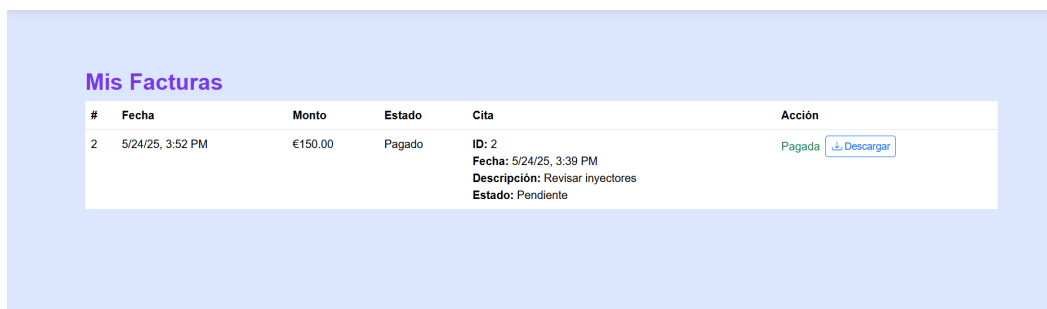 Mis Facturas
# Fecha Monto Estado Cita Acción
2 5/24/25, 3:52 PM €150.00 Pagado ID: 2 Pagada Descargar
Fecha: 5/24/25, 3:39 PM
Descripción: Revisar inyectores
Estado: Pendiente